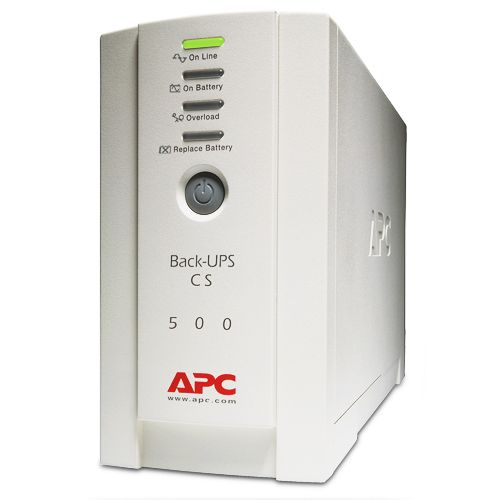 On Line
On Battery
Overload
Replace Battery
Back-UPS
CS
500
APC
www.apc.com
APC